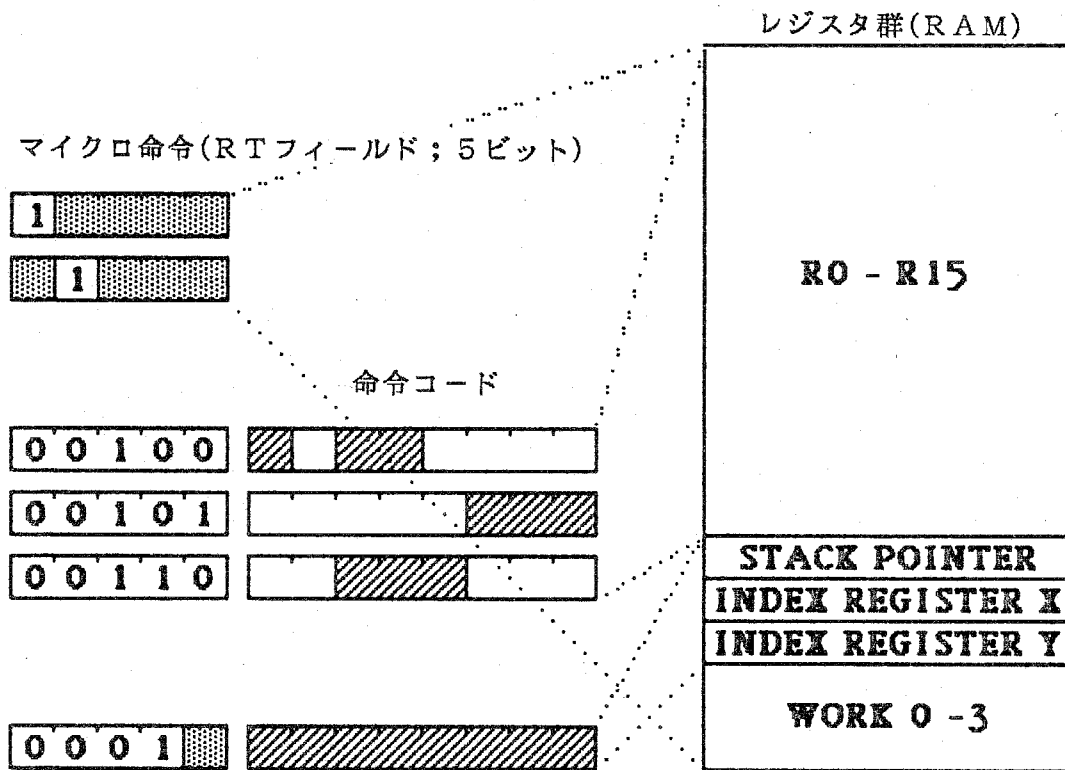 レジスタ群(RAM)
マイクロ命令(RTフィールド;5ビット)
1
1
R0 - R15
命令コード
0 0 1 0 0
0 0 1 0 1
0 0 1 1 0
STACK POINTER
INDEX REGISTER X
INDEX REGISTER Y
0 0 0 1
WORK 0 -3